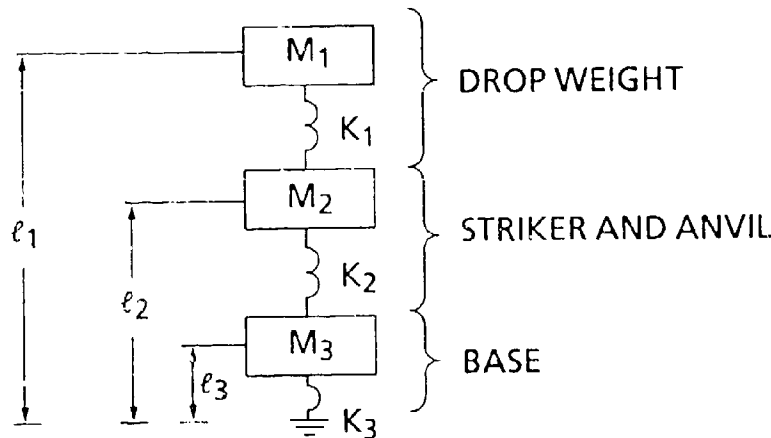 M1
DROP WEIGHT
K1
M2
ℓ1
STRIKER AND ANVIL
ℓ2
K2
M3
BASE
ℓ3
K3